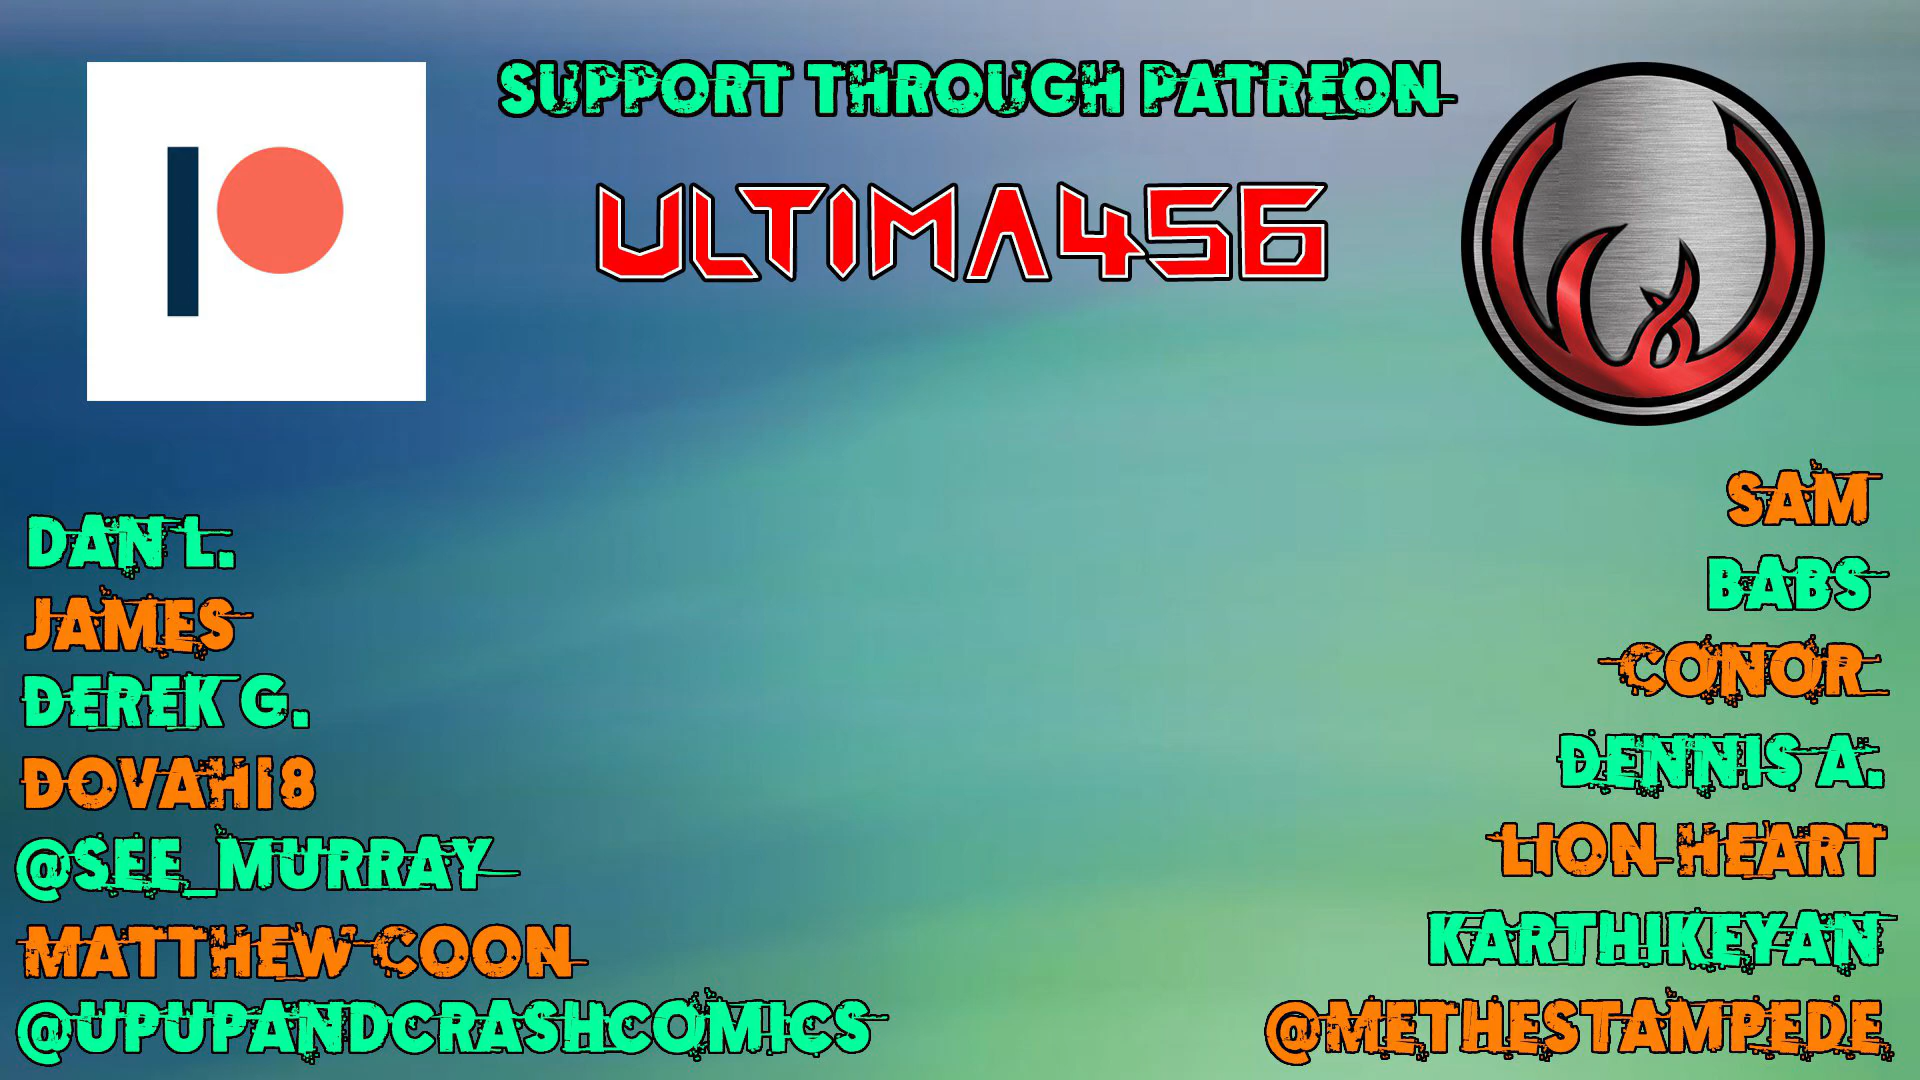 SUPPORT THROUGH PATREON
ULTIMA456
DAN L.
JAMES
DEREK G.
DOVAH18
@SEE_MURRAY
MATTHEW COON
@UPUPANDCRASHCOMICS
SAM
BABS
CONOR
DENNIS A.
LION HEART
KARTHIKEYAN
@METHESTAMPEDE